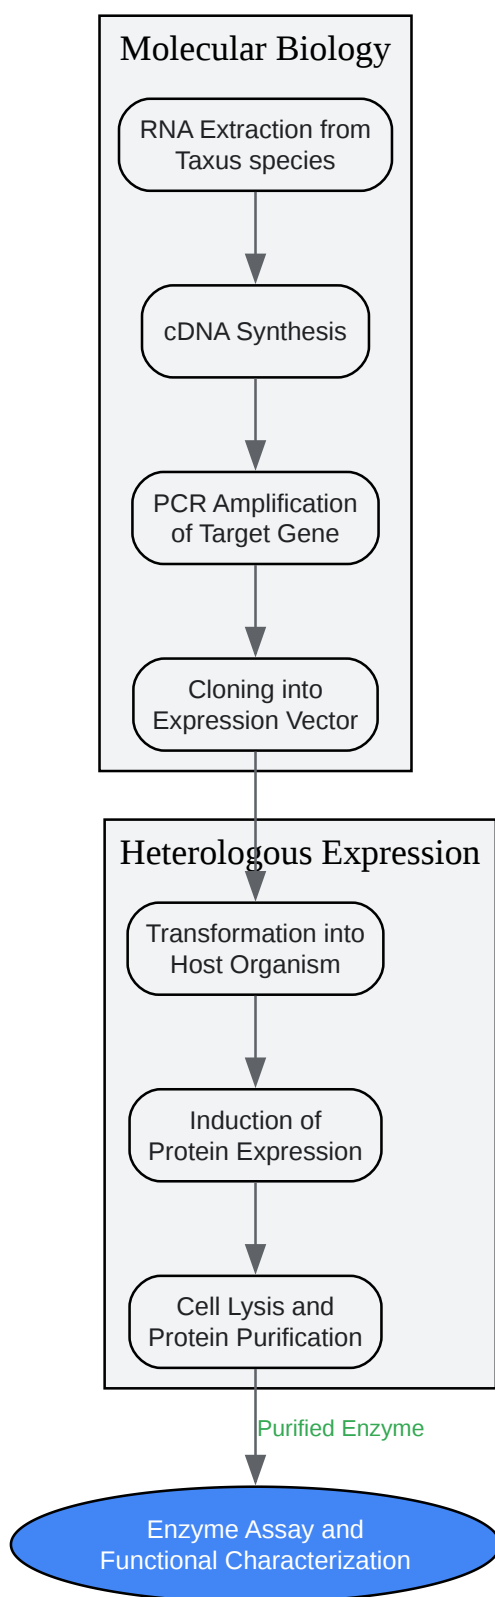 Molecular Biology
RNA Extraction from
Taxus species
cDNA Synthesis
PCR Amplification
of Target Gene
Cloning into
Expression Vector
Heterologous Expression
Transformation into
Host Organism
Induction of
Protein Expression
Cell Lysis and
Protein Purification
Purified Enzyme
Enzyme Assay and
Functional Characterization